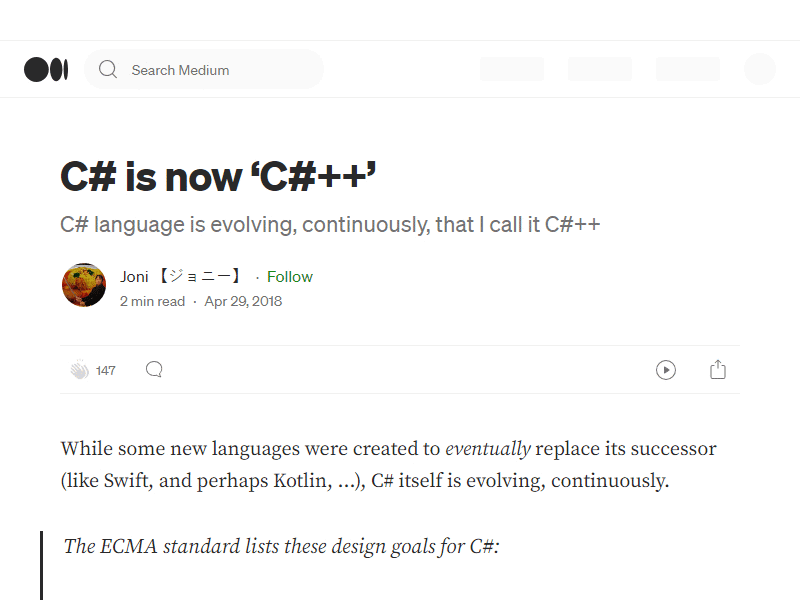 Search Medium
C# is now ‘C#++’
C# language is evolving, continuously, that I call it C#++
Joni 【ジョニー】 · Follow
2 min read · Apr 29, 2018
147
While some new languages were created to eventually replace its successor
(like Swift, and perhaps Kotlin, …), C# itself is evolving, continuously.
The ECMA standard lists these design goals for C#: